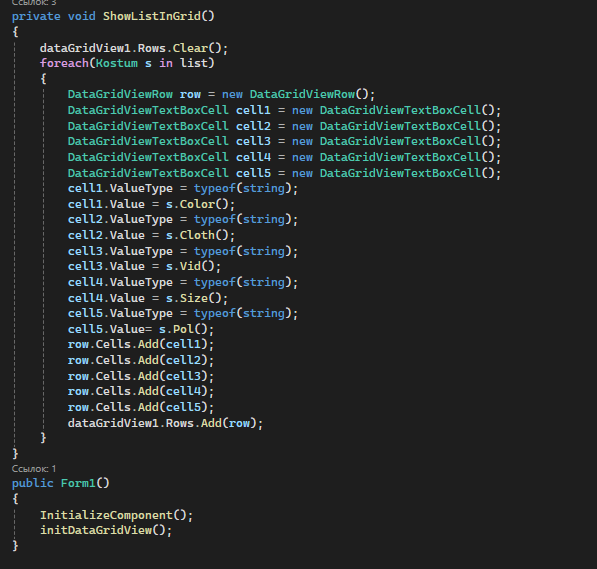 Ссылок: 3
private void ShowListInGrid()
{
dataGridView1.Rows.Clear();
foreach(Kostum s in list)
{
DataGridViewRow row = new DataGridViewRow();
DataGridViewTextBoxCell cell1 = new DataGridViewTextBoxCell();
DataGridViewTextBoxCell cell2 = new DataGridViewTextBoxCell();
DataGridViewTextBoxCell cell3 = new DataGridViewTextBoxCell();
DataGridViewTextBoxCell cell4 = new DataGridViewTextBoxCell();
DataGridViewTextBoxCell cell5 = new DataGridViewTextBoxCell();
cell1.ValueType = typeof(string);
cell1.Value = s.Color();
cell2.ValueType = typeof(string);
cell2.Value = s.Cloth();
cell3.ValueType = typeof(string);
cell3.Value = s.Vid();
cell4.ValueType = typeof(string);
cell4.Value = s.Size();
cell5.ValueType = typeof(string);
cell5.Value= s.Pol();
row.Cells.Add(cell1);
row.Cells.Add(cell2);
row.Cells.Add(cell3);
row.Cells.Add(cell4);
row.Cells.Add(cell5);
dataGridView1.Rows.Add(row);
}
}
Ссылок: 1
public Form1()
{
InitializeComponent();
initDataGridView();
}